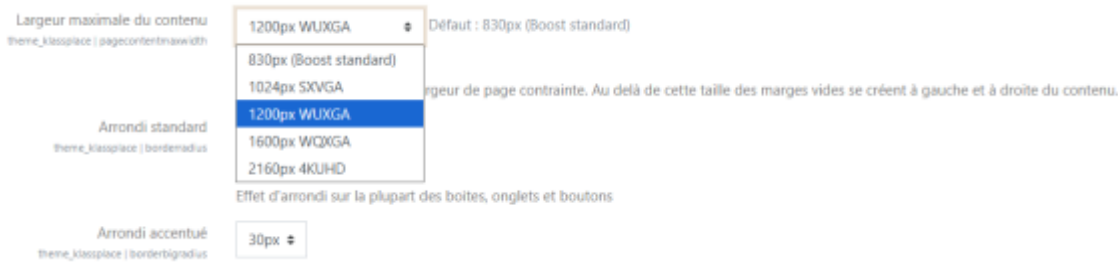 Largeur maximale du contenu
theme_klassplace | pagecontentmaxwidth
1200px WUXGA
Défaut : 830px (Boost standard)
830px (Boost standard)
1024px SXVGA
1200px WUXGA
1600px WQXGA
2160px 4KUHD
rgeur de page contrainte. Au delà de cette taille des marges vides se créent à gauche et à droite du contenu.
Arrondi standard
theme_klassplace | borderradius
Effet d'arrondi sur la plupart des boites, onglets et boutons
Arrondi accentué
theme_klassplace | borderbigradius
30px